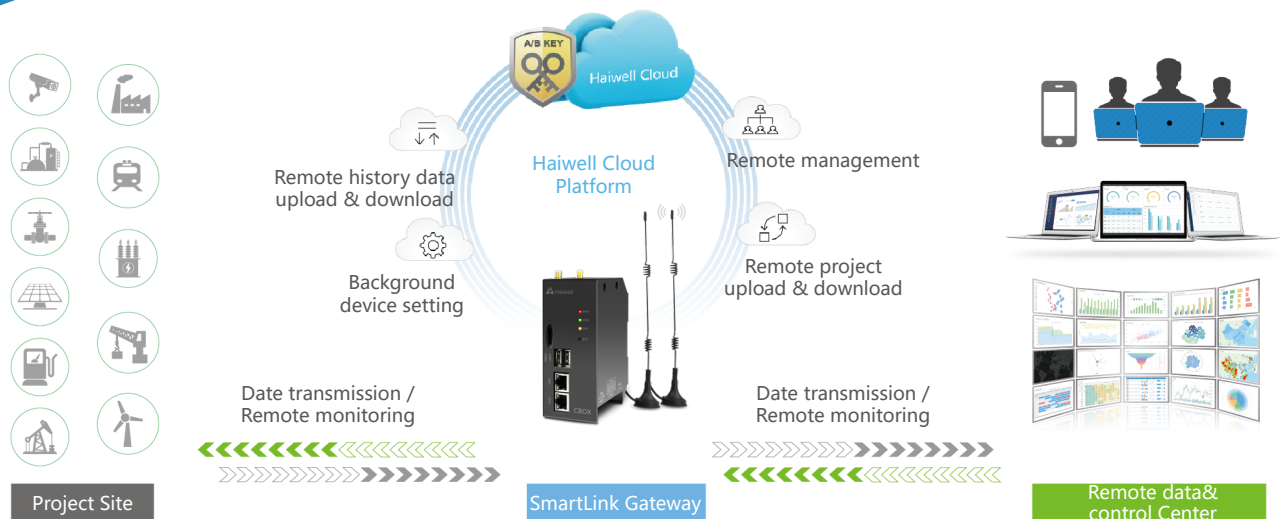 A/B KEY
Haiwell Cloud
Remote history data
upload & download
Background
device setting
Haiwell Cloud
Platform
Remote management
Remote project
upload & download
Haiwell
CBOX
Date transmission /
Remote monitoring
Date transmission /
Remote monitoring
Project Site
SmartLink Gateway
Remote data&
control Center